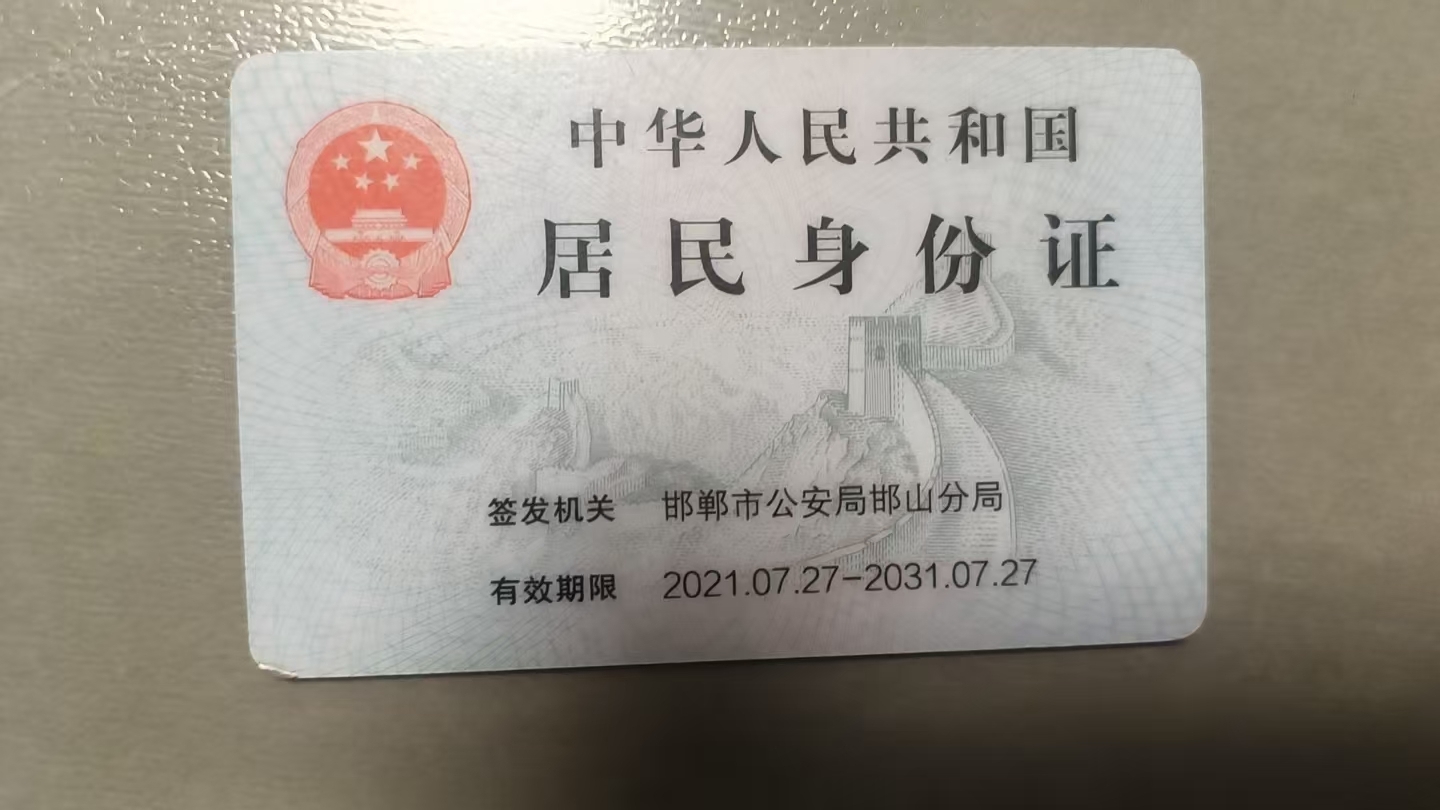 中华人民共和国
居民身份证
签发机关 邯郸市公安局邯山分局
有效期限 2021.07.27-2031.07.27